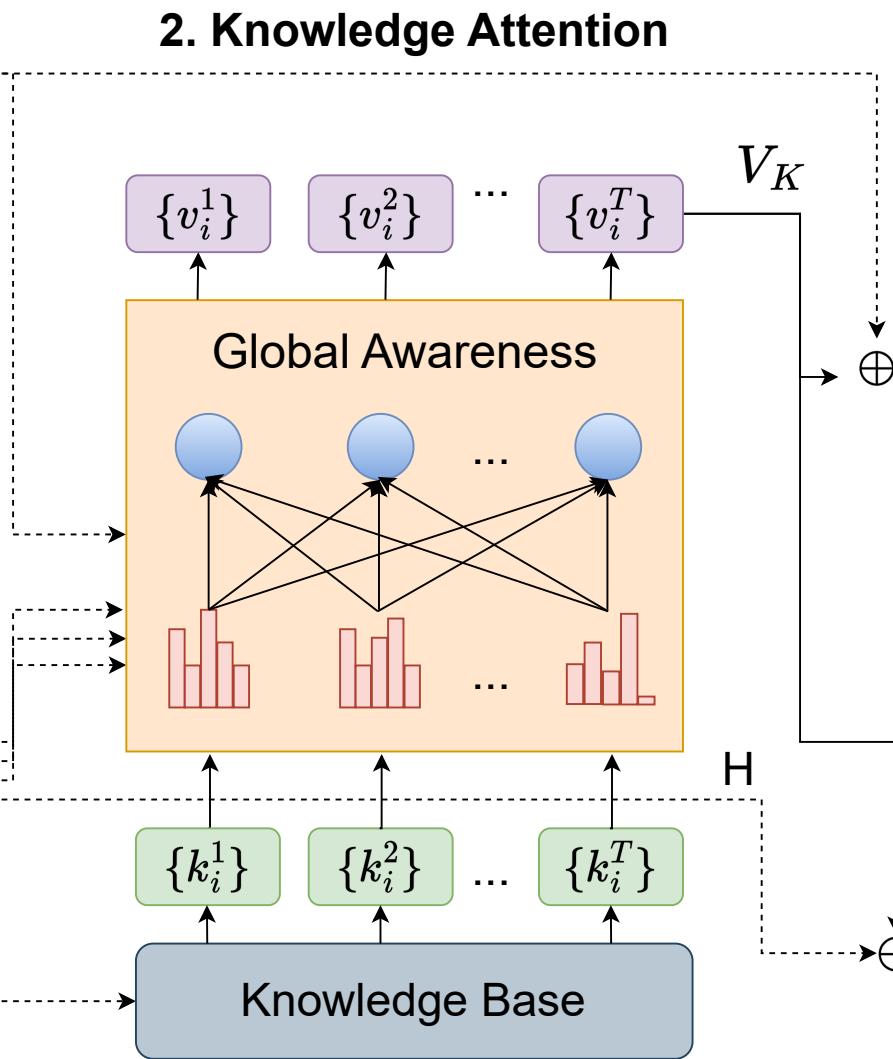 2. Knowledge Attention
{v_i^1} {v_i^2} ... {v_i^T} V_K
Global Awareness
...
...
H
{k_i^1} {k_i^2} ... {k_i^T}
Knowledge Base